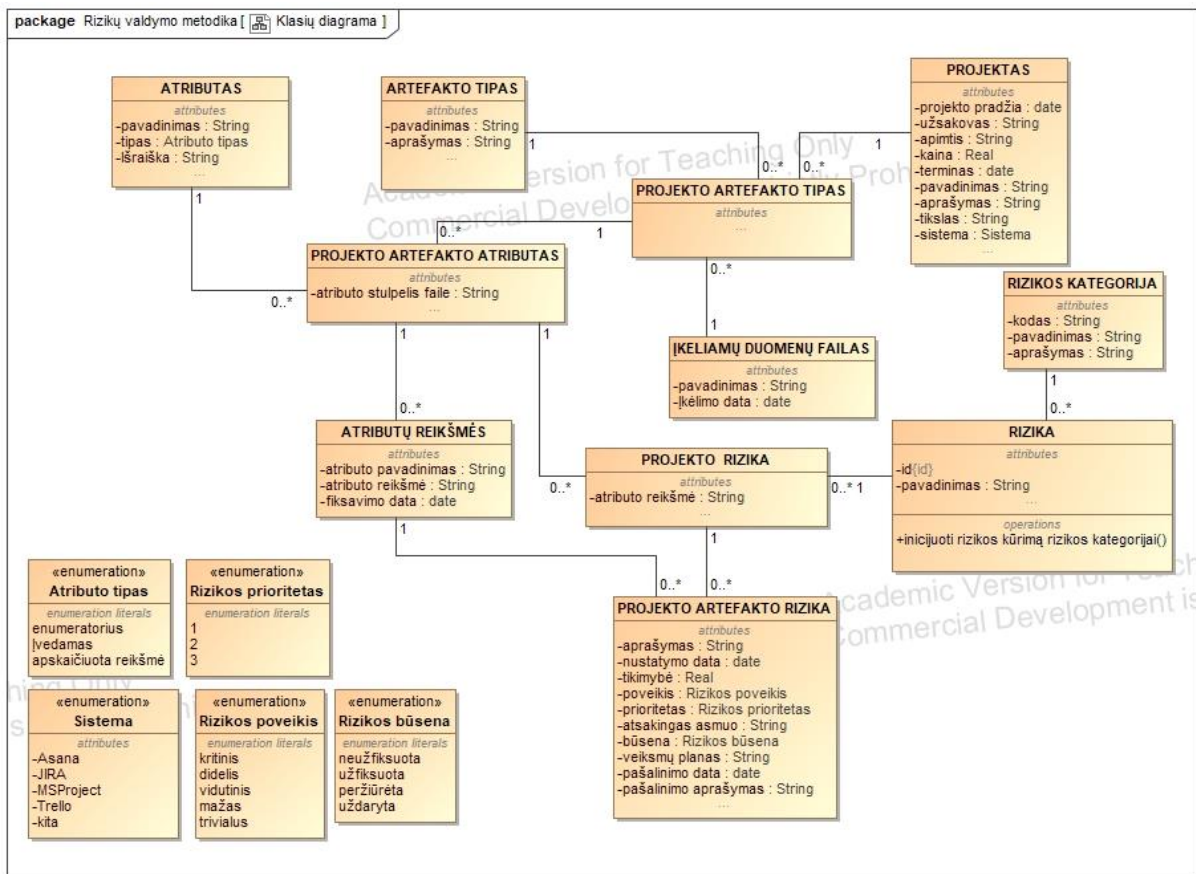 package Rizikų valdymo metodika [ Klasių diagrama ]
ATRIBUTAS
attributes
-pavadinimas : String
-tipas : Atributo tipas
-Išraiška : String
...
1
ARTEFAKTO TIPAS
attributes
-pavadinimas : String
-aprašymas : String
...
1
0..*
PROJEKTAS
attributes
-projekto pradžia : date
-užsakovas : String
-apimtis : String
-kaina : Real
-terminas : date
-pavadinimas : String
-aprašymas : String
-tikslas : String
-sistema : Sistema
...
1
0..*
PROJEKTO ARTEFAKTO TIPAS
attributes
...
1
0..*
0..*
1
PROJEKTO ARTEFAKTO ATRIBUTAS
attributes
-atributo stulpelis faile : String
...
0..*
1
1
RIZIKOS KATEGORIJA
attributes
-kodas : String
-pavadinimas : String
-aprašymas : String
1
0..*
ĮKELIAMŲ DUOMENŲ FAILAS
attributes
-pavadinimas : String
-Įkėlimo data : date
0..*
ATRIBUTŲ REIKŠMĖS
attributes
-atributo pavadinimas : String
-atributo reikšmė : String
-fiksavimo data : date
1
PROJEKTO RIZIKA
attributes
-atributo reikšmė : String
...
0..*
0..* 1
1
RIZIKA
attributes
-id{id}
-pavadinimas : String
...
operations
+inicijuoti rizikos kūrimą rizikos kategorijai()
0..*
0..*
PROJEKTO ARTEFAKTO RIZIKA
attributes
-aprašymas : String
-nustatymo data : date
-tikimybė : Real
-poveikis : Rizikos poveikis
-prioritetas : Rizikos prioritetas
-atsakingas asmuo : String
-būsena : Rizikos būsena
-veiksmų planas : String
-pašalinimo data : date
-pašalinimo aprašymas : String
...
«enumeration»
Atributo tipas
enumeration literals
enumeratorius
Įvedamas
apskaičiuota reikšmė
«enumeration»
Rizikos prioritetas
enumeration literals
1
2
3
«enumeration»
Sistema
attributes
-Asana
-JIRA
-MSProject
-Trello
-kita
«enumeration»
Rizikos poveikis
enumeration literals
kritinis
didelis
vidutinis
mažas
trivialus
«enumeration»
Rizikos būsena
enumeration literals
neužfiksuota
užfiksuota
peržiūrėta
uždaryta